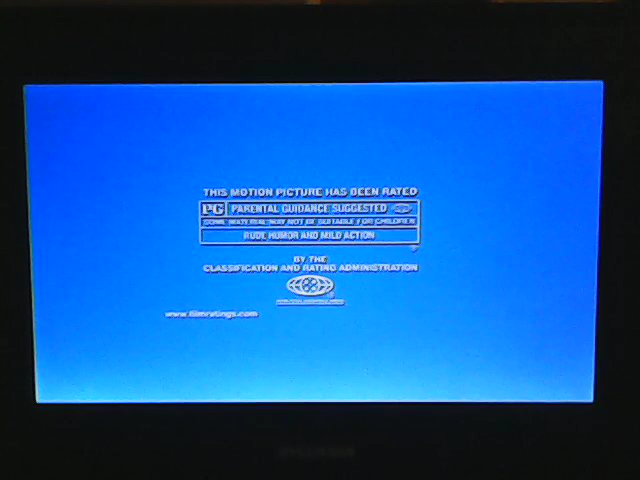 THIS MOTION PICTURE HAS BEEN RATED
PG PARENTAL GUIDANCE SUGGESTED
SOME MATERIAL MAY NOT BE SUITABLE FOR CHILDREN
RUDE HUMOR AND MILD ACTION
BY THE
CLASSIFICATION AND RATING ADMINISTRATION
www.filmratings.com